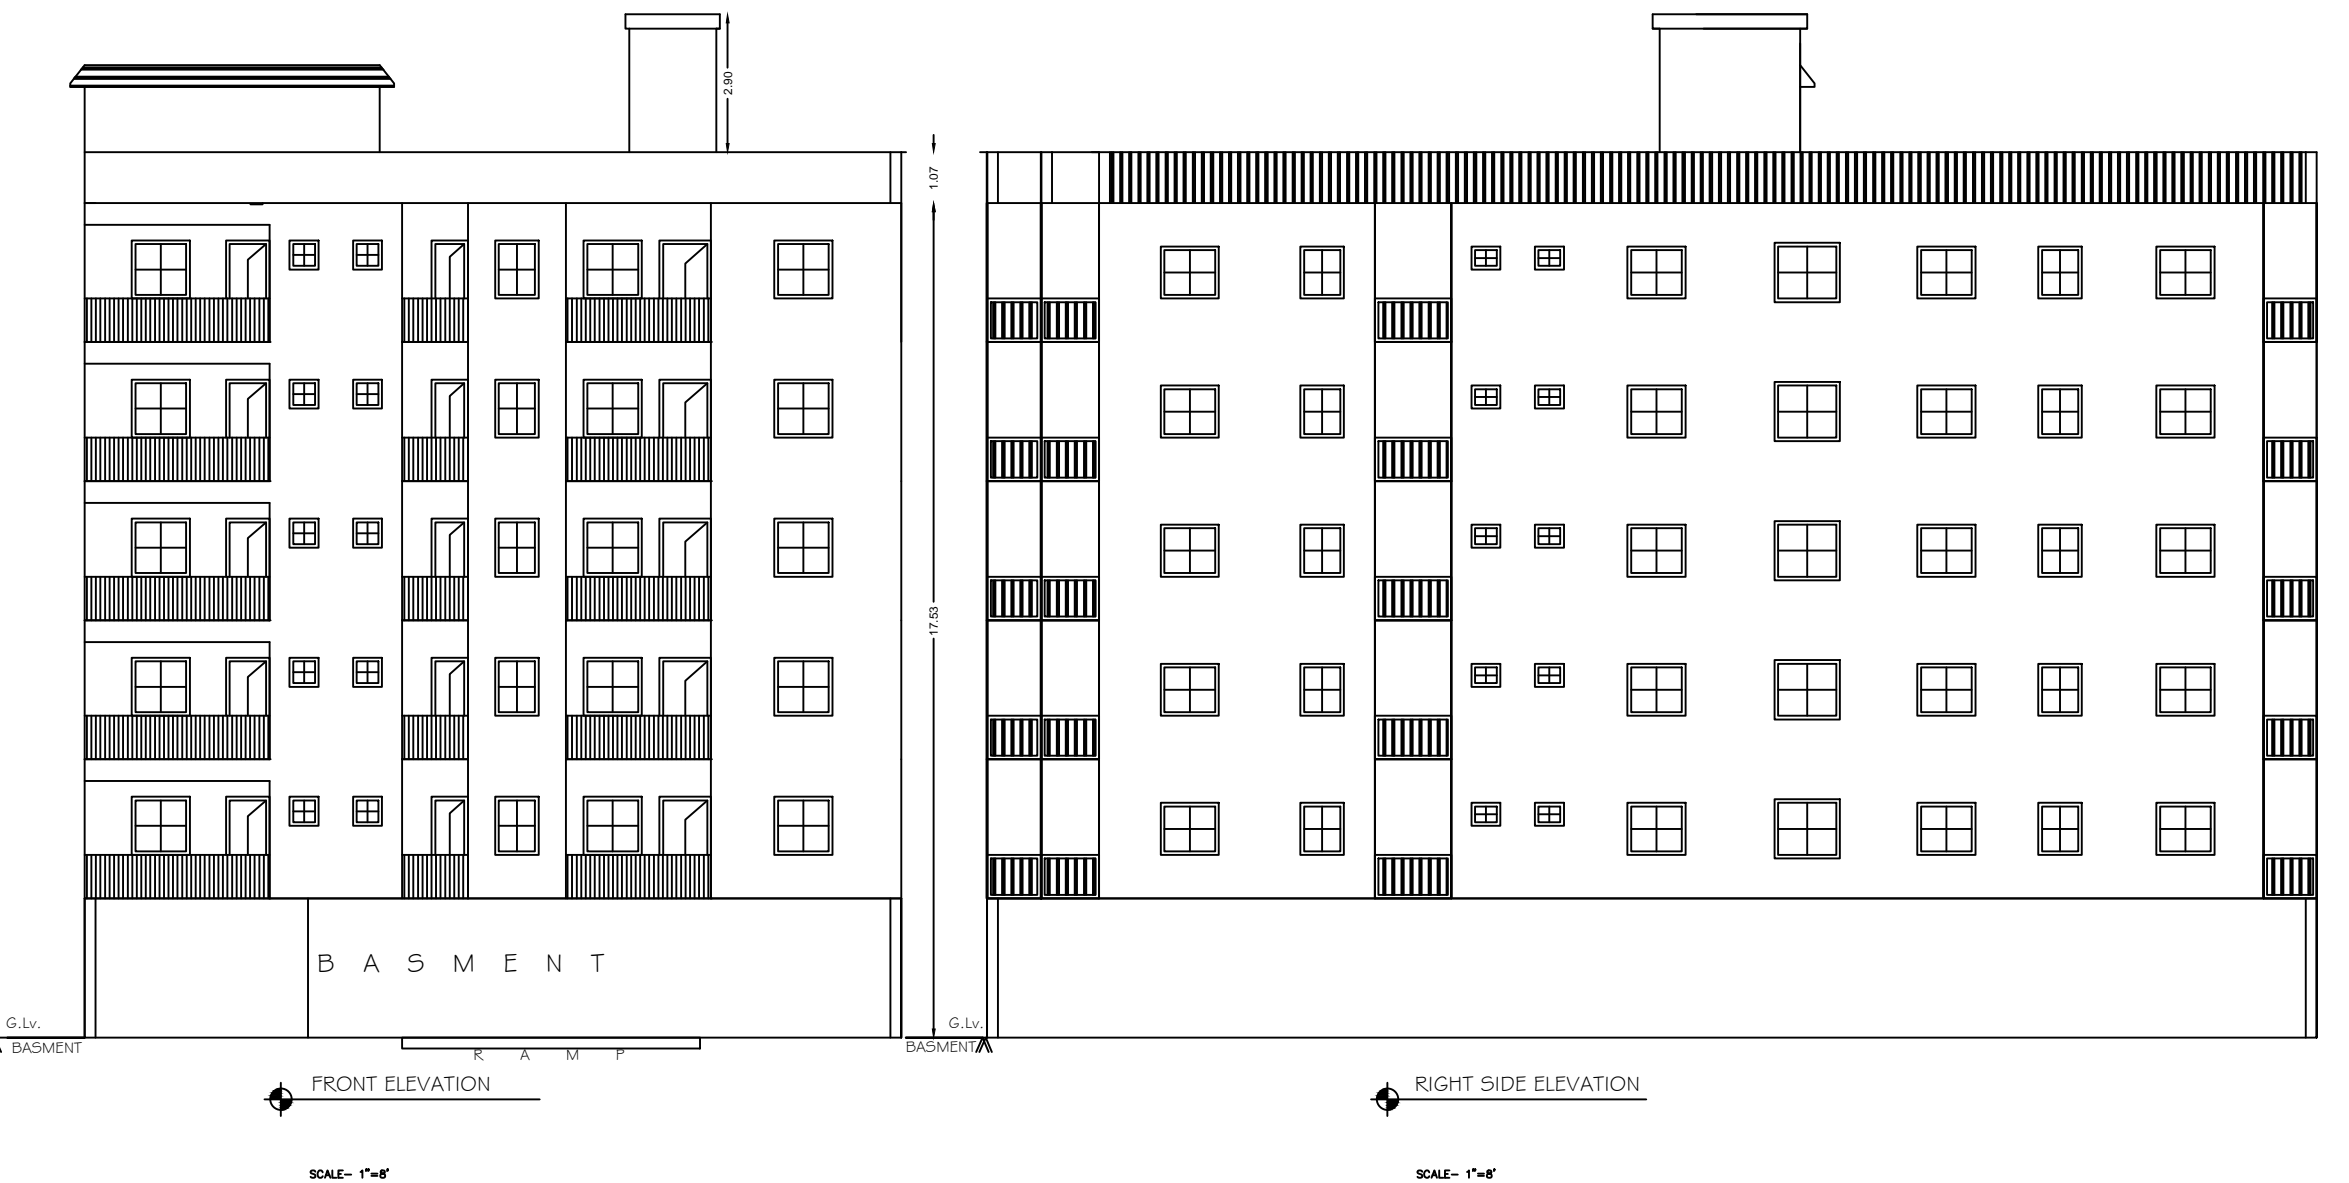 2.90
1.07
17.53
B A S M E N T
G.Lv.
BASMENT
R A M P
G.Lv.
BASMENT
FRONT ELEVATION
RIGHT SIDE ELEVATION
SCALE- 1"=8'
SCALE- 1"=8'